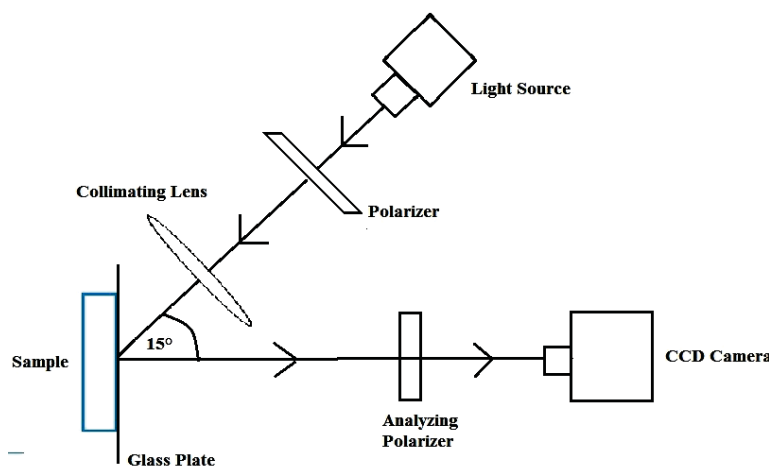 Light Source
Collimating Lens
Polarizer
15°
Sample
CCD Camera
Analyzing
Polarizer
Glass Plate